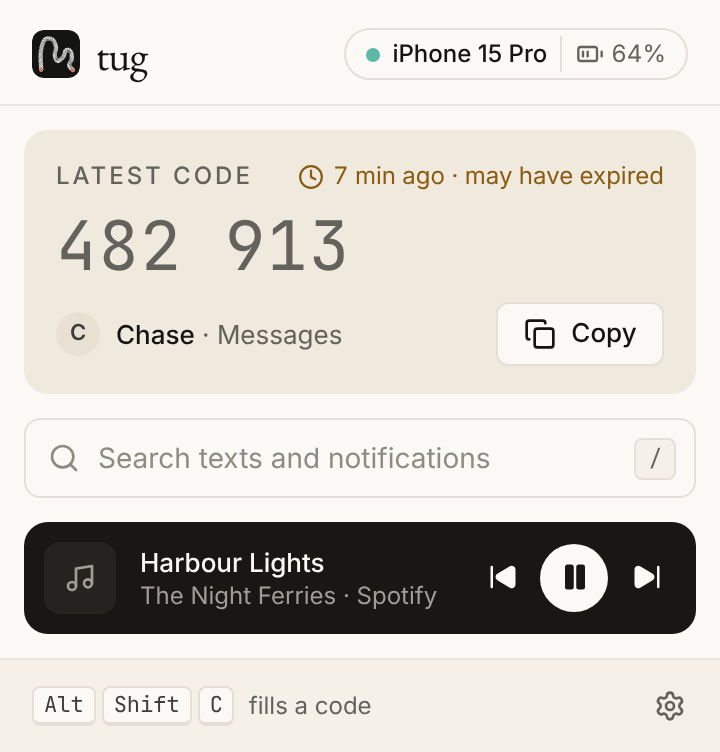 tug
iPhone 15 Pro 64%
LATEST CODE 7 min ago · may have expired
482 913
C Chase · Messages Copy
Search texts and notifications /
Harbour Lights
The Night Ferries · Spotify
Alt Shift C fills a code